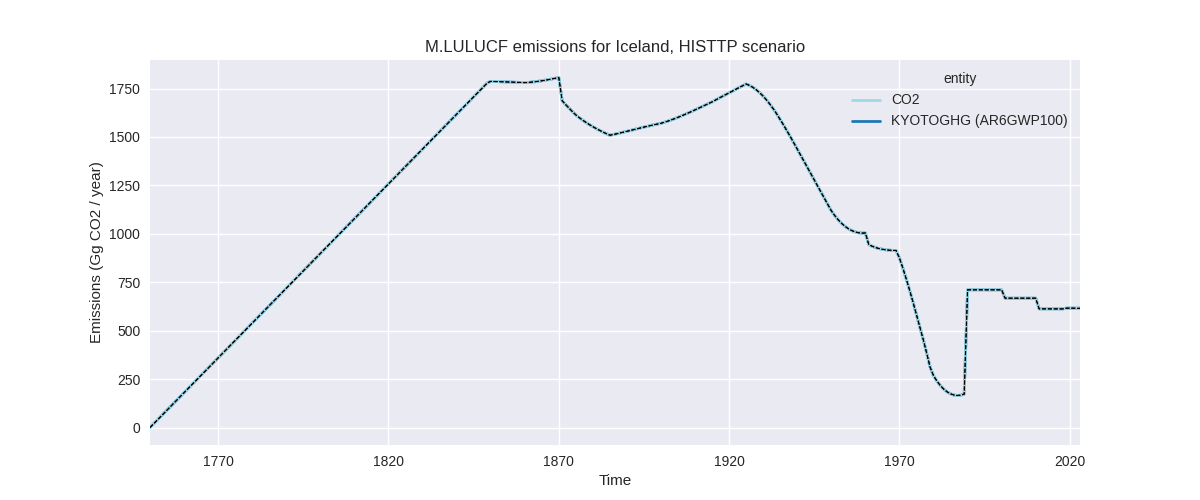 M.LULUCF emissions for Iceland, HISTTP scenario
entity
CO2
KYOTOGHG (AR6GWP100)
Emissions (Gg CO2 / year)
1750
1500
1250
1000
750
500
250
0
1770
1820
1870
1920
1970
2020
Time